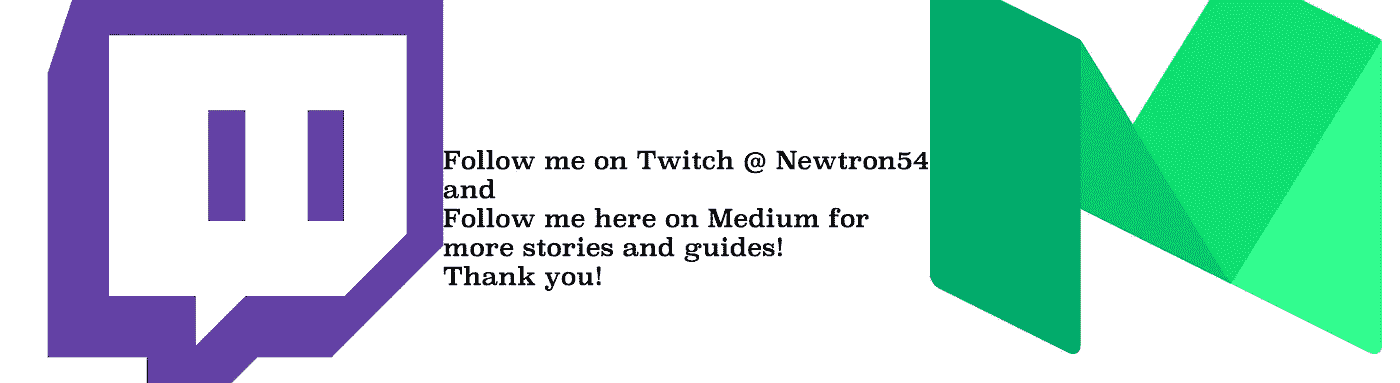 Follow me on Twitch @ Newtron54
and
Follow me here on Medium for
more stories and guides!
Thank you!